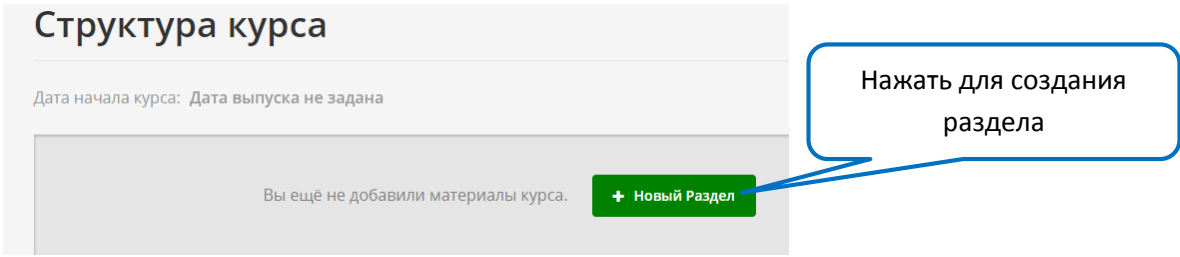 Структура курса
Дата начала курса: Дата выпуска не задана
Нажать для создания
раздела
Вы ещё не добавили материалы курса.
+ Новый Раздел